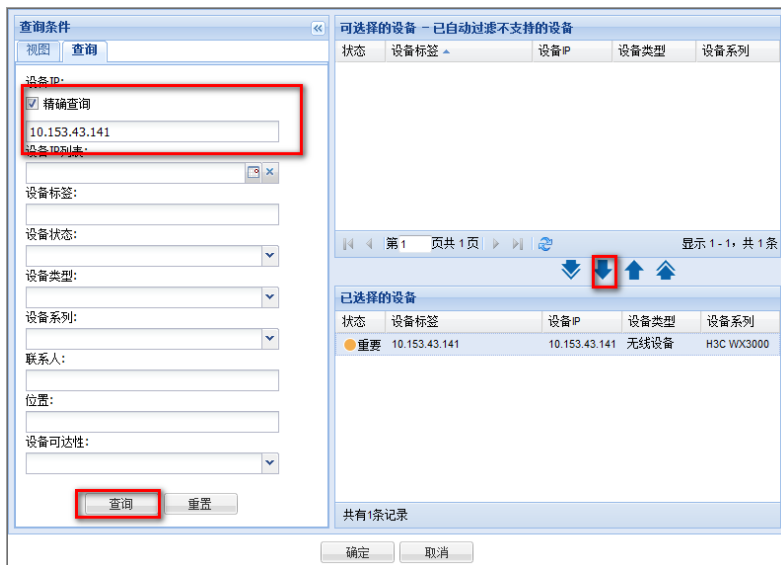 查询条件
视图 查询
设备IP:
精确查询
10.153.43.141
设备IP列表:
设备标签:
设备状态:
设备类型:
设备系列:
联系人:
位置:
设备可达性:
查询 重置
可选择的设备 - 已自动过滤不支持的设备
状态 设备标签 设备IP 设备类型 设备系列
第 1 页共 1 页 显示 1 - 1，共 1 条
已选择的设备
状态 设备标签 设备IP 设备类型 设备系列
重要 10.153.43.141 10.153.43.141 无线设备 H3C WX3000
共有1条记录
确定 取消